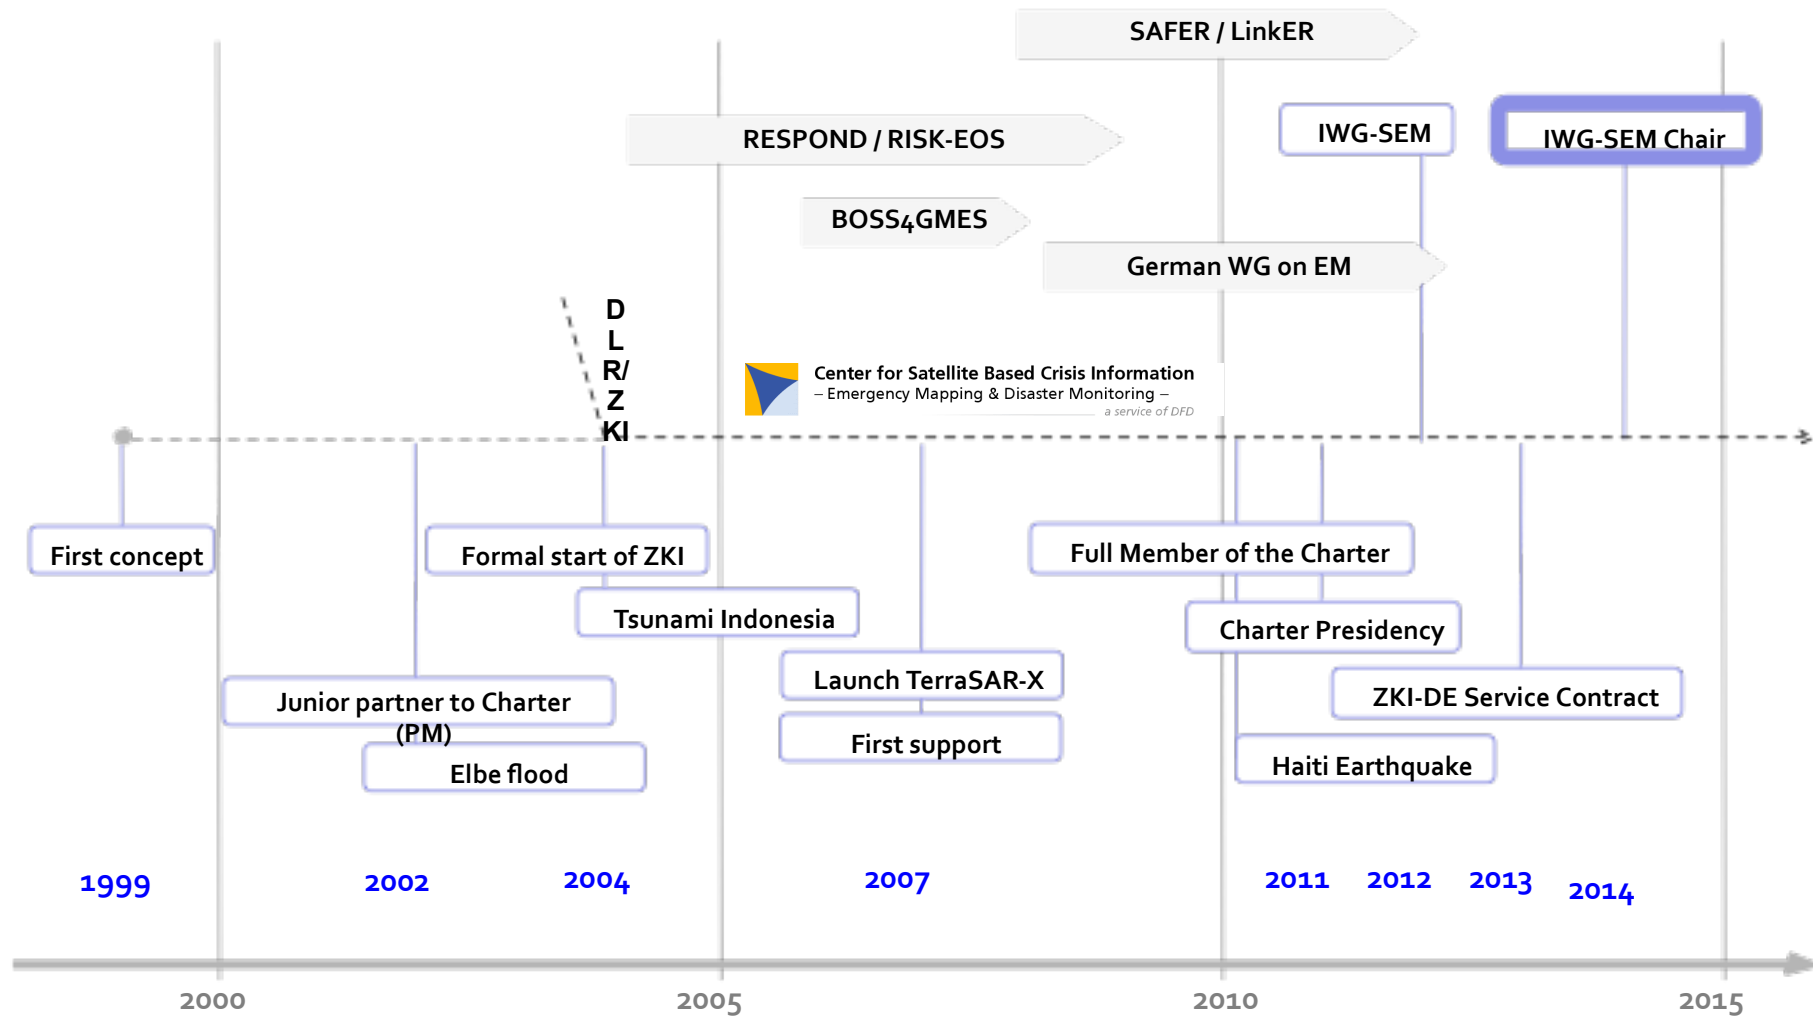 SAFER / LinkER
IWG-SEM
IWG-SEM Chair
RESPOND / RISK-EOS
BOSS4GMES
German WG on EM
D
L
R/
Z
KI
Center for Satellite Based Crisis Information
– Emergency Mapping & Disaster Monitoring –
a service of DFD
First concept
Formal start of ZKI
Full Member of the Charter
Tsunami Indonesia
Charter Presidency
Launch TerraSAR-X
Junior partner to Charter
(PM)
ZKI-DE Service Contract
First support
Elbe flood
Haiti Earthquake
1999
2002
2004
2007
2011
2012
2013
2014
2000
2005
2010
2015